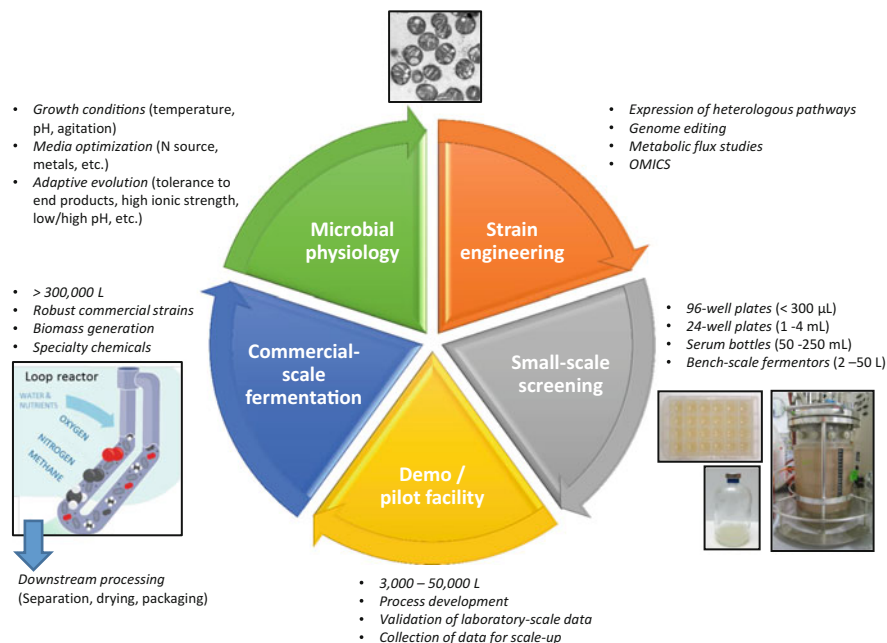 • Growth conditions (temperature,
pH, agitation)
• Media optimization (N source,
metals, etc.)
• Adaptive evolution (tolerance to
end products, high ionic strength,
low/high pH, etc.)
• Expression of heterologous pathways
• Genome editing
• Metabolic flux studies
• OMICS
Microbial
physiology
Strain
engineering
• > 300,000 L
• Robust commercial strains
• Biomass generation
• Specialty chemicals
Commercial-
scale
fermentation
Small-scale
screening
• 96-well plates (< 300 µL)
• 24-well plates (1 -4 mL)
• Serum bottles (50 -250 mL)
• Bench-scale fermentors (2 –50 L)
Loop reactor
WATER &
NUTRIENTS
OXYGEN
NITROGEN
METHANE
Demo /
pilot facility
Downstream processing
(Separation, drying, packaging)
• 3,000 – 50,000 L
• Process development
• Validation of laboratory-scale data
• Collection of data for scale-up